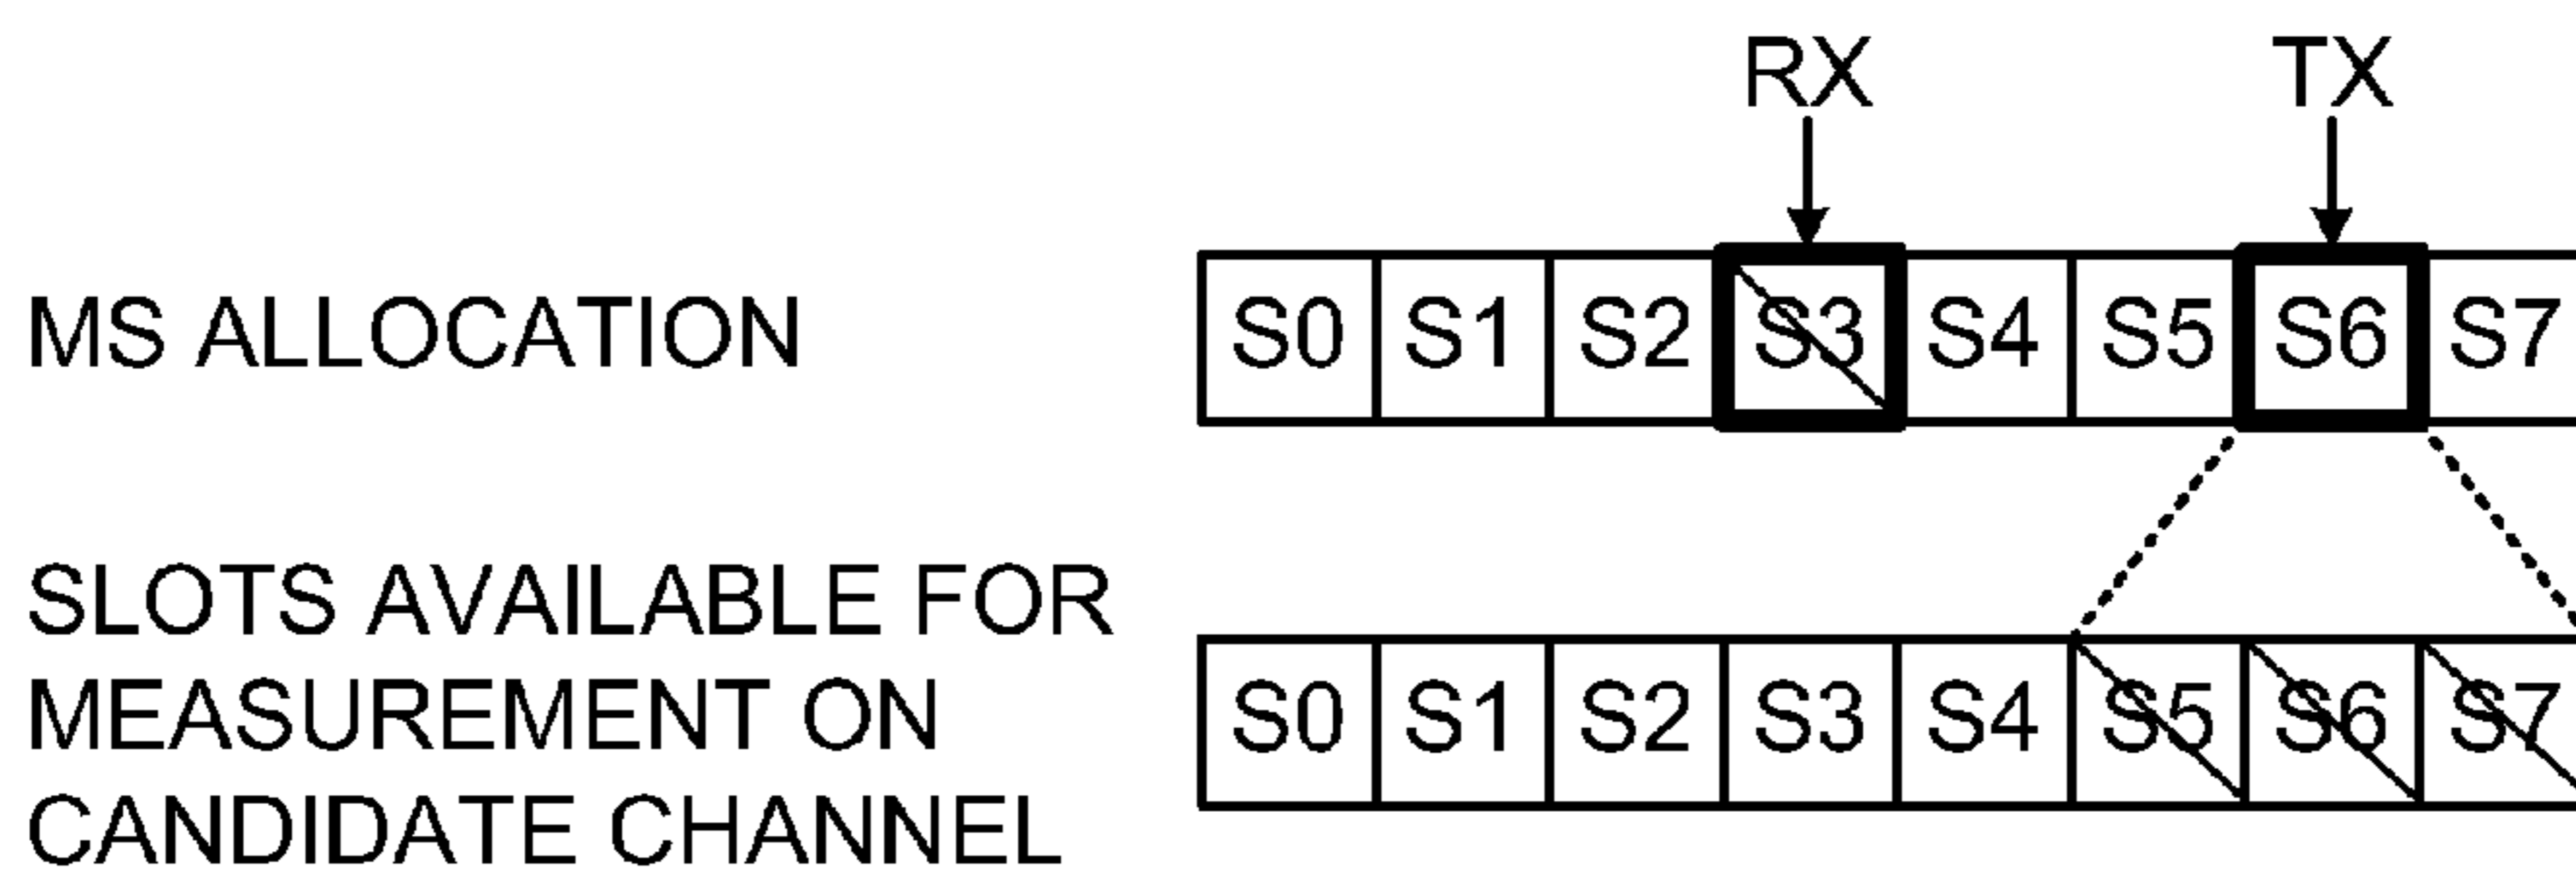 RX TX
MS ALLOCATION S0 S1 S2 S3 S4 S5 S6 S7
SLOTS AVAILABLE FOR
MEASUREMENT ON S0 S1 S2 S3 S4 S5 S6 S7
CANDIDATE CHANNEL